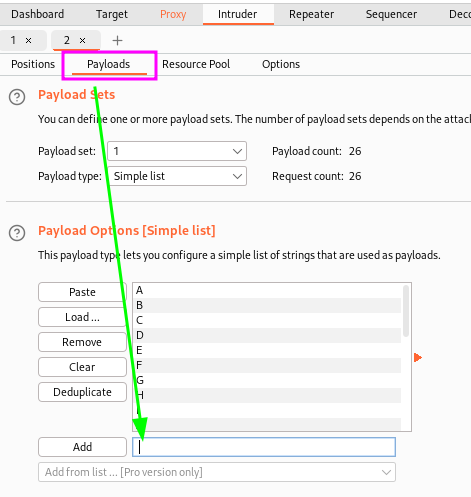 Dashboard Target Proxy Intruder Repeater Sequencer Deco
1 × 2 × +
Positions Payloads Resource Pool Options
? Payload Sets
You can define one or more payload sets. The number of payload sets depends on the attac
Payload set: 1 Payload count: 26
Payload type: Simple list Request count: 26
? Payload Options [Simple list]
This payload type lets you configure a simple list of strings that are used as payloads.
Paste
Load ...
Remove
Clear
Deduplicate
A
B
C
D
E
F
G
H
Add
Add from list ... [Pro version only]